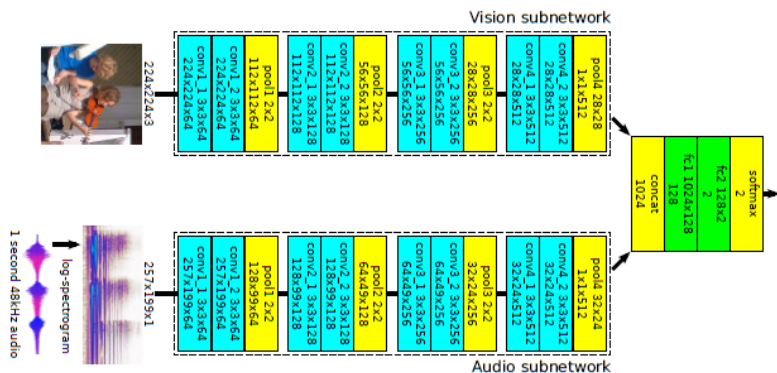 Vision subnetwork
224x224x3
conv1_1 3x3x64
224x224x64
conv1_2 3x3x64
224x224x64
pool1 2x2
112x112x64
conv2_1 3x3x128
112x112x128
conv2_2 3x3x128
112x112x128
pool2 2x2
56x56x128
conv3_1 3x3x256
56x56x256
conv3_2 3x3x256
56x56x256
pool3 2x2
28x28x256
conv4_1 3x3x512
28x28x512
conv4_2 3x3x512
28x28x512
pool4 28x28
1x1x512
concat
1024
fc1 1024x128
128
fc2 128x2
2
softmax
2
1 second 48kHz audio
log-spectrogram
257x199x1
conv1_1 3x3x64
257x199x64
conv1_2 3x3x64
257x199x64
pool1 2x2
128x99x64
conv2_1 3x3x128
128x99x128
conv2_2 3x3x128
128x99x128
pool2 2x2
64x49x128
conv3_1 3x3x256
64x49x256
conv3_2 3x3x256
64x49x256
pool3 2x2
32x24x256
conv4_1 3x3x512
32x24x512
conv4_2 3x3x512
32x24x512
pool4 32x24
1x1x512
Audio subnetwork